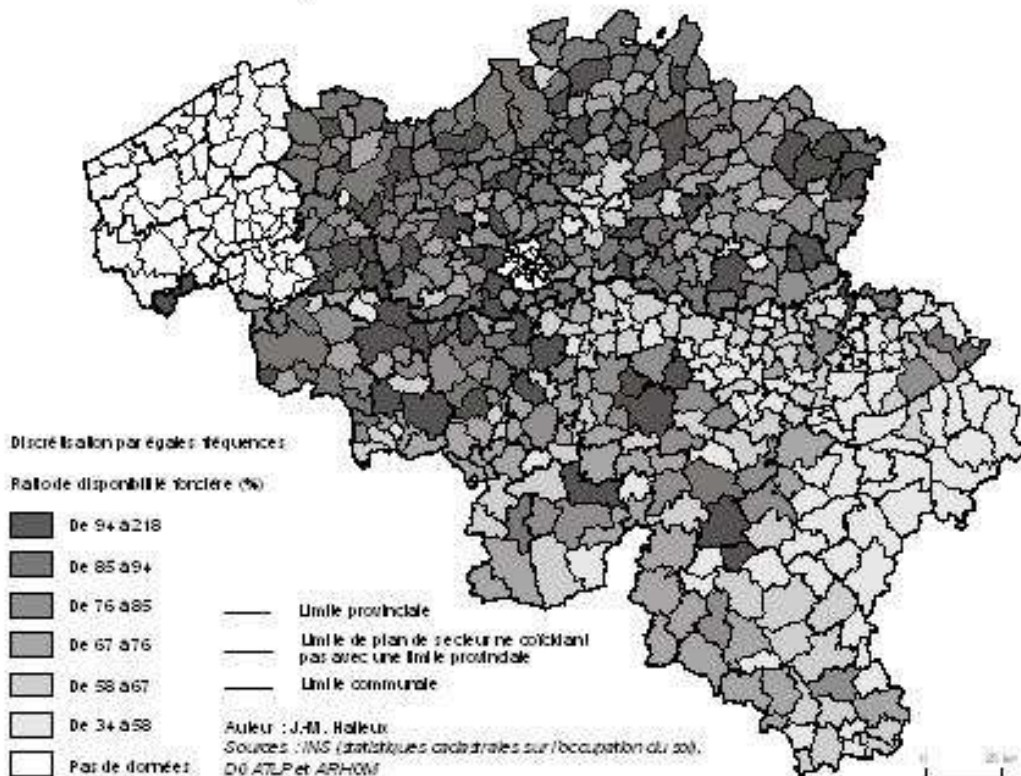 Discrétisation par égales fréquences
Ratio de disponibilité foncière (%)
De 94 à 218
De 85 à 94
De 76 à 85
De 67 à 76
De 58 à 67
De 34 à 58
Pas de données
Limite provinciale
Limite de plan de secteur ne coïcidant
pas avec une limite provinciale
Limite communale
Auteur : J.-M. Halleux
Sources : INS (statistiques cadastrales sur l'occupation du sol),
DG ATLP et ARHOM
0